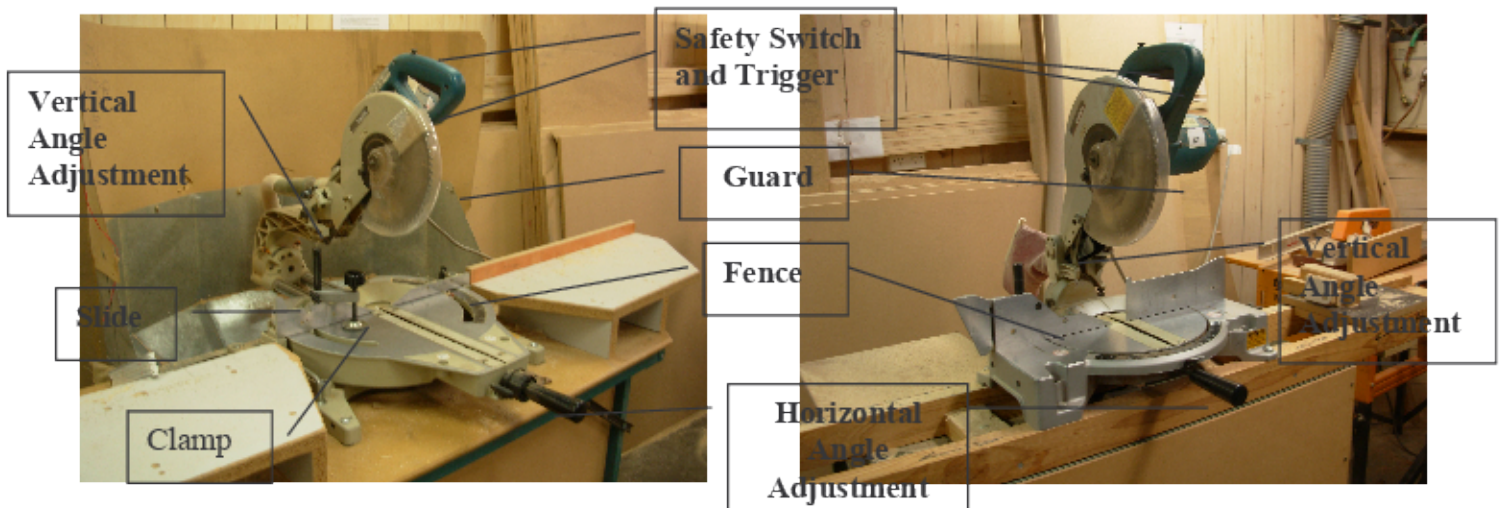 Safety Switch
and Trigger
Vertical
Angle
Adjustment
Guard
Fence
Vertical
Angle
Adjustment
Slide
Clamp
Horizontal
Angle
Adjustment